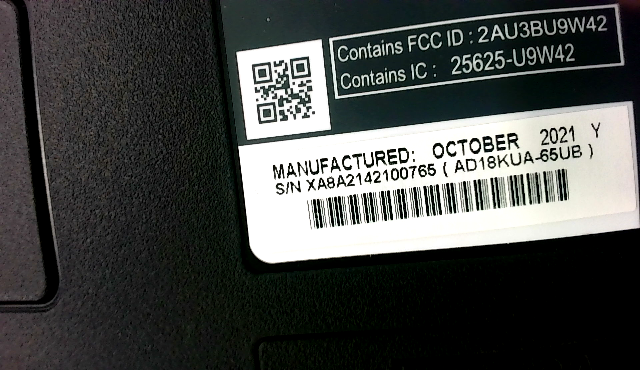 Contains FCC ID : 2AU3BU9W42
Contains IC : 25625-U9W42
MANUFACTURED: OCTOBER 2021 Y
S/N XA8A2142100765 ( AD18KUA-65UB )